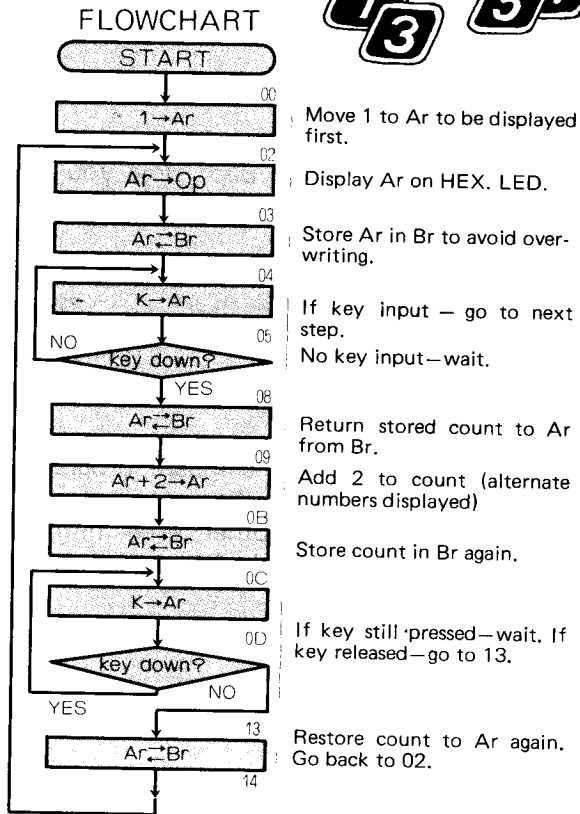 FLOWCHART
1
3
5
START
00
1→Ar
Move 1 to Ar to be displayed
first.
02
Ar→Op
Display Ar on HEX. LED.
03
Ar⇄Br
Store Ar in Br to avoid over-
writing.
04
K→Ar
If key input – go to next
step.
05
NO
key down?
No key input–wait.
YES
08
Ar⇄Br
Return stored count to Ar
from Br.
09
Ar+2→Ar
Add 2 to count (alternate
numbers displayed)
0B
Ar⇄Br
Store count in Br again.
0C
K→Ar
0D
key down?
If key still pressed–wait. If
key released–go to 13.
YES
NO
13
Ar⇄Br
Restore count to Ar again.
Go back to 02.
14